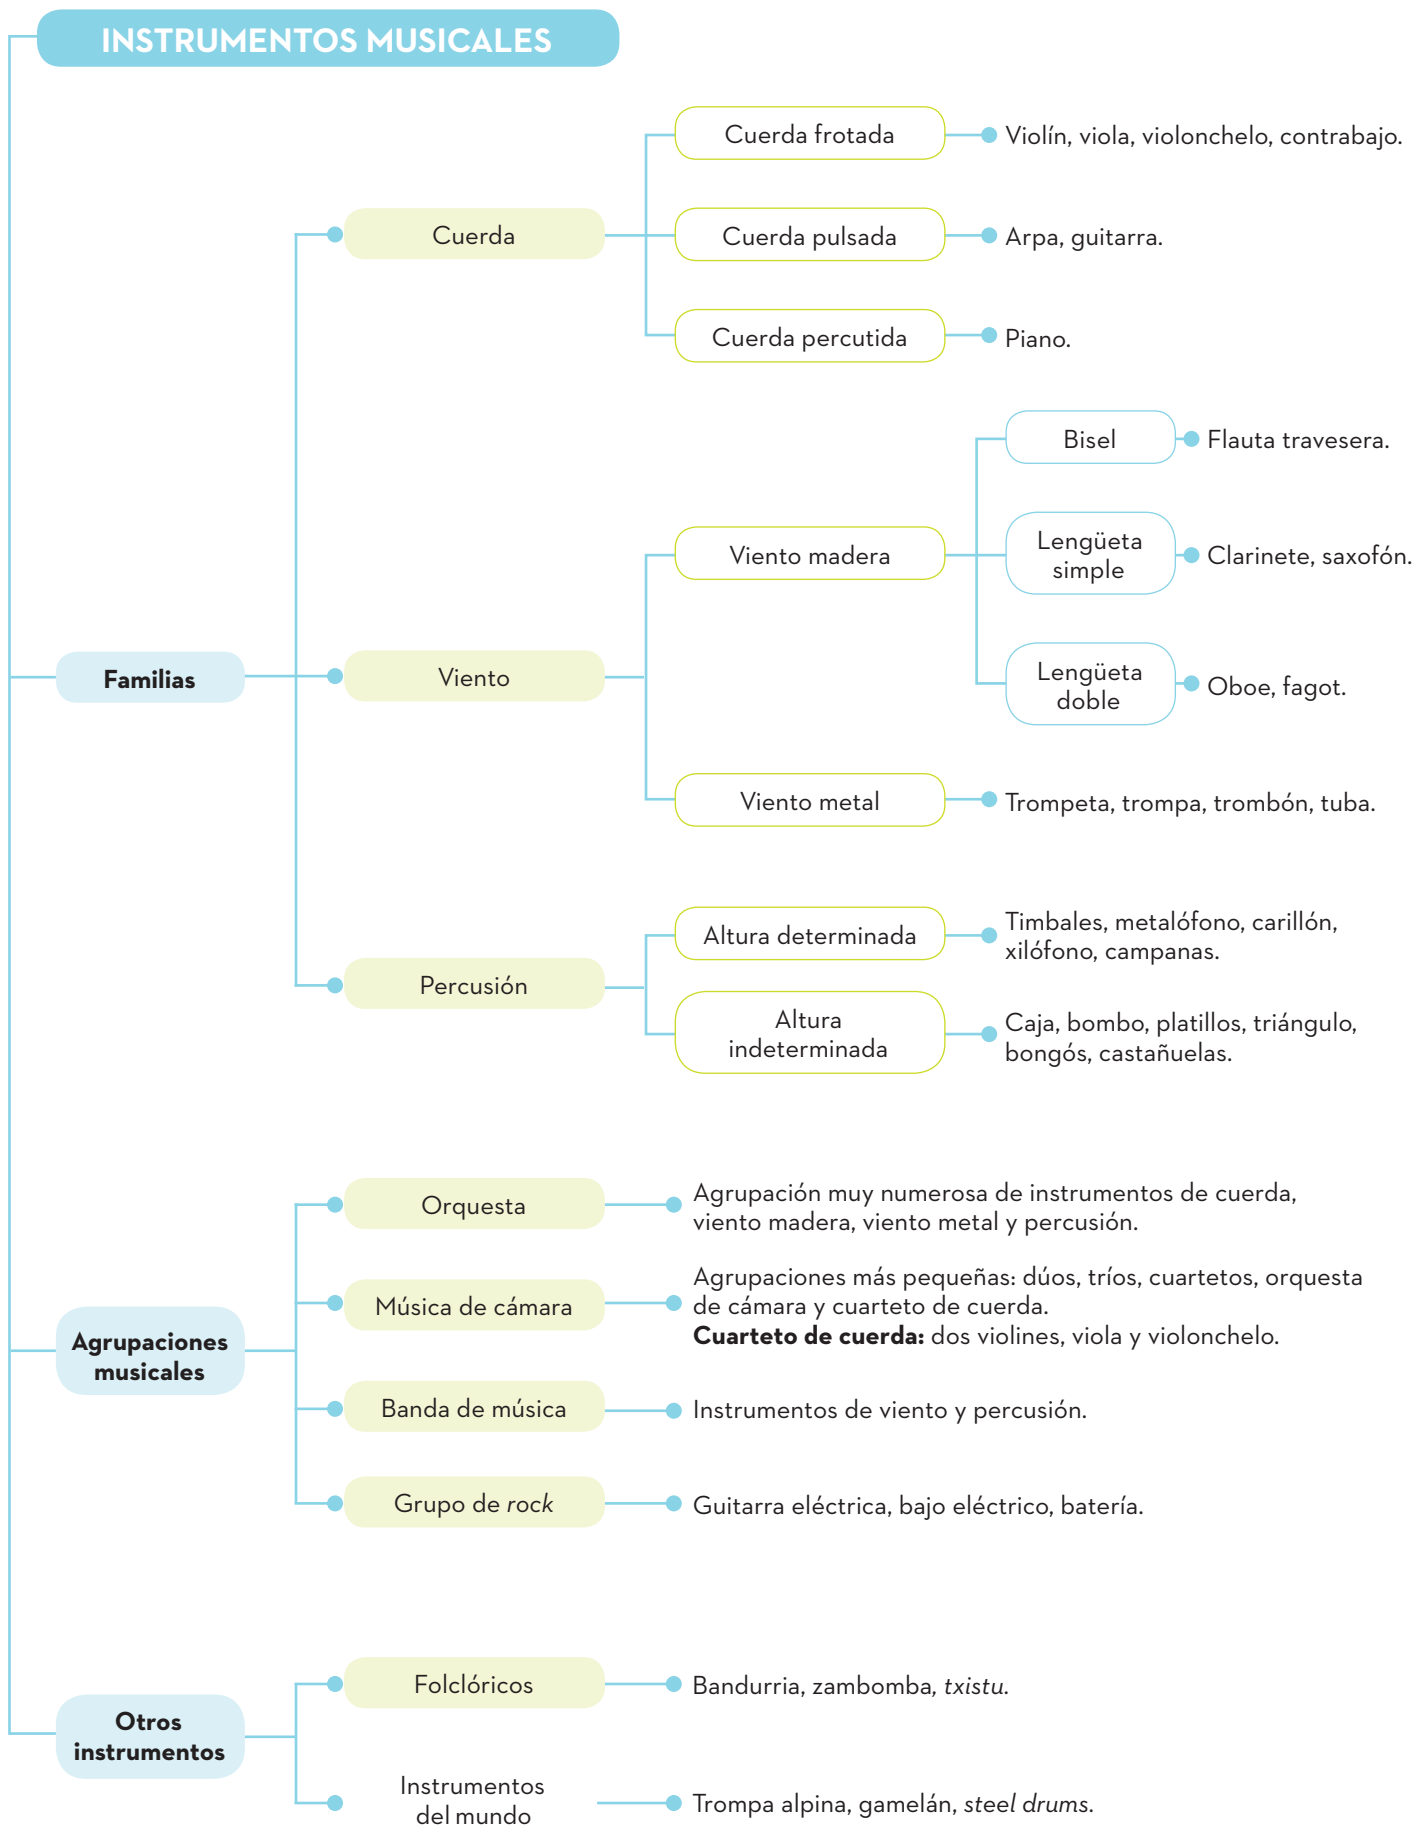 INSTRUMENTOS MUSICALES
Cuerda frotada
Violín, viola, violonchelo, contrabajo.
Cuerda
Cuerda pulsada
Arpa, guitarra.
Cuerda percutida
Piano.
Bisel
Flauta travesera.
Viento madera
Lengüeta
simple
Clarinete, saxofón.
Familias
Viento
Lengüeta
doble
Oboe, fagot.
Viento metal
Trompeta, trompa, trombón, tuba.
Percusión
Altura determinada
Timbales, metalófono, carillón,
xilófono, campanas.
Altura
indeterminada
Caja, bombo, platillos, triángulo,
bongós, castañuelas.
Orquesta
Agrupación muy numerosa de instrumentos de cuerda,
viento madera, viento metal y percusión.
Agrupaciones
musicales
Música de cámara
Agrupaciones más pequeñas: dúos, tríos, cuartetos, orquesta
de cámara y cuarteto de cuerda.
Cuarteto de cuerda: dos violines, viola y violonchelo.
Banda de música
Instrumentos de viento y percusión.
Grupo de rock
Guitarra eléctrica, bajo eléctrico, batería.
Otros
instrumentos
Folclóricos
Bandurria, zambomba, txistu.
Instrumentos
del mundo
Trompa alpina, gamelán, steel drums.